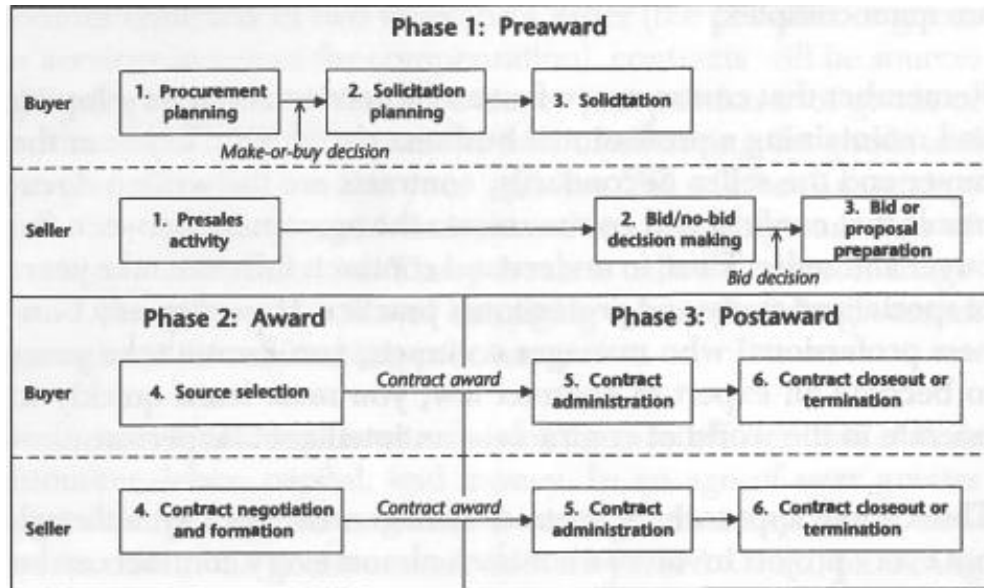 Phase 1: Preaward
Buyer
1. Procurement
planning
2. Solicitation
planning
3. Solicitation
Make-or-buy decision
Seller
1. Presales
activity
2. Bid/no-bid
decision making
3. Bid or
proposal
preparation
Bid decision
Phase 2: Award
Phase 3: Postaward
Buyer
4. Source selection
Contract award
5. Contract
administration
6. Contract closeout or
termination
Seller
4. Contract negotiation
and formation
Contract award
5. Contract
administration
6. Contract closeout or
termination